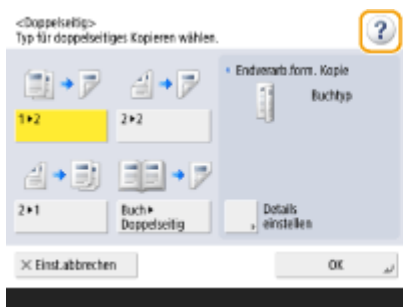 <Doppelseitig>
Typ für doppelseitiges Kopieren wählen.
?
Endverarb.form. Kopie
Buchtyp
1▸2
2▸2
2▸1
Buch▸
Doppelseitig
Details
einstellen
× Einst.abbrechen
OK